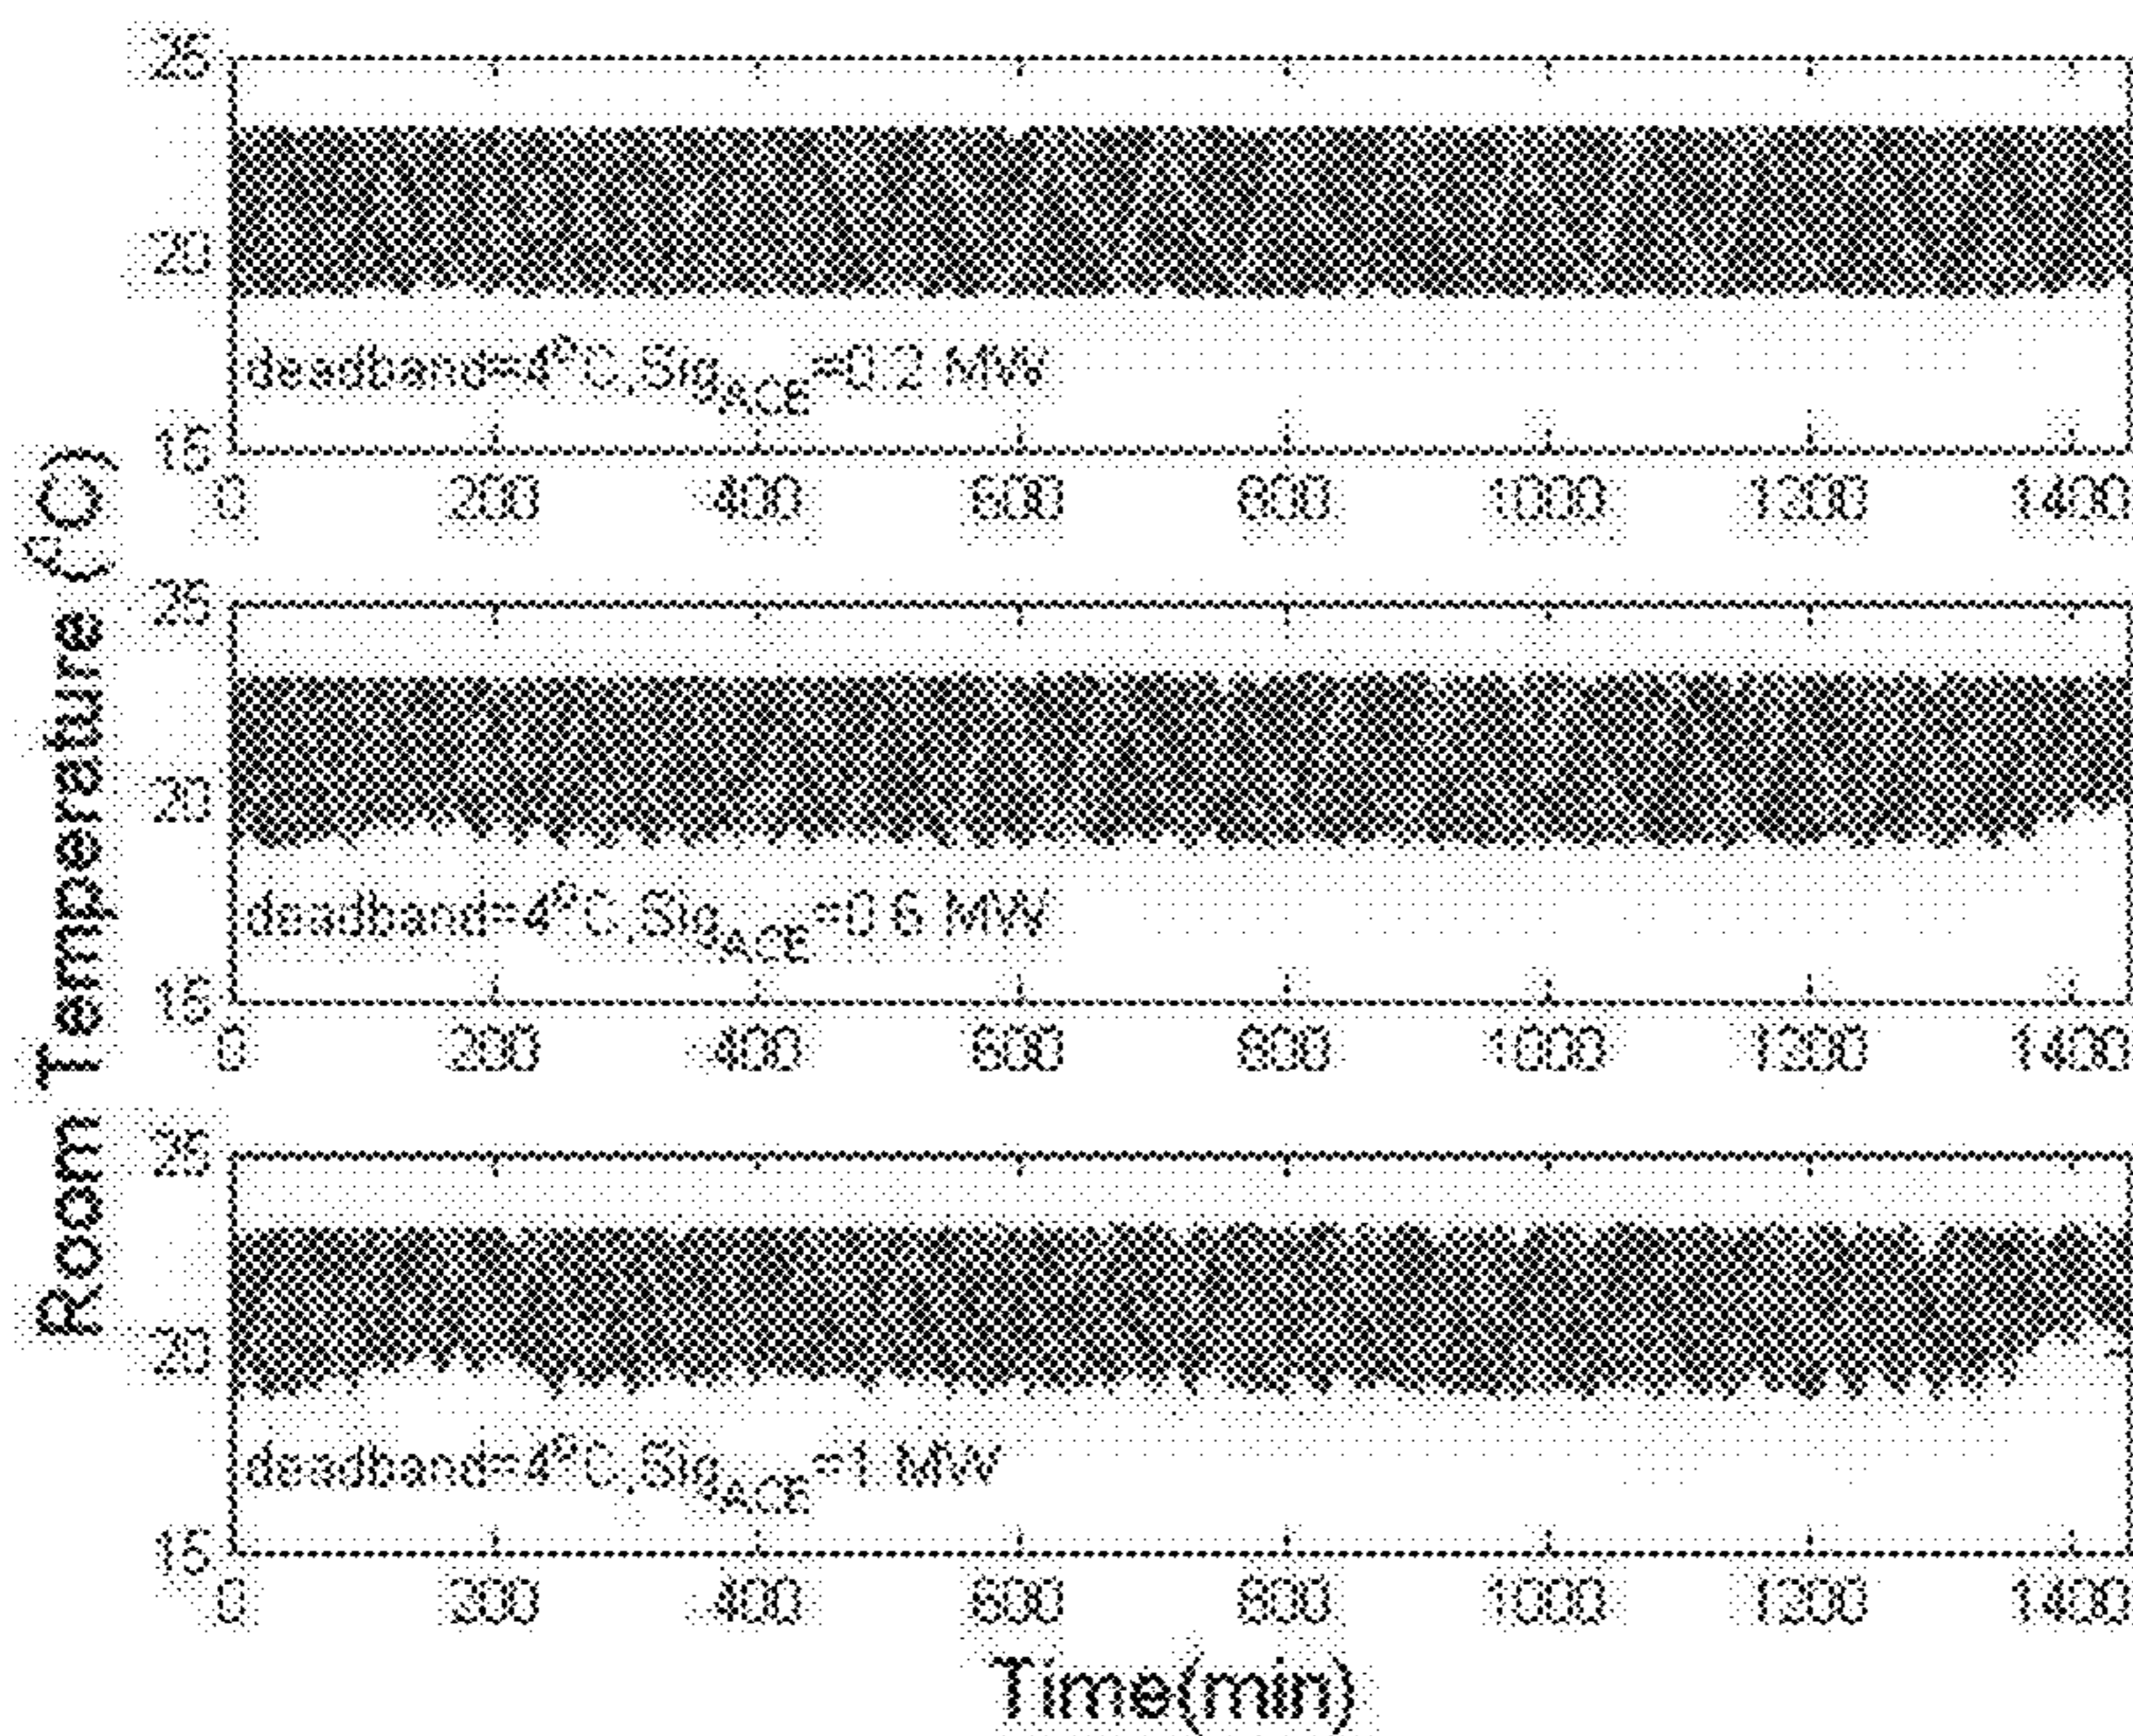 25
20
deadband=4°C,Sig_ACE=0.2 MW
15
0 200 400 600 800 1000 1200 1400
25
20
deadband=4°C,Sig_ACE=0.6 MW
15
0 200 400 600 800 1000 1200 1400
25
20
deadband=4°C,Sig_ACE=1 MW
15
0 200 400 600 800 1000 1200 1400
Time(min)
Room Temperature (°C)